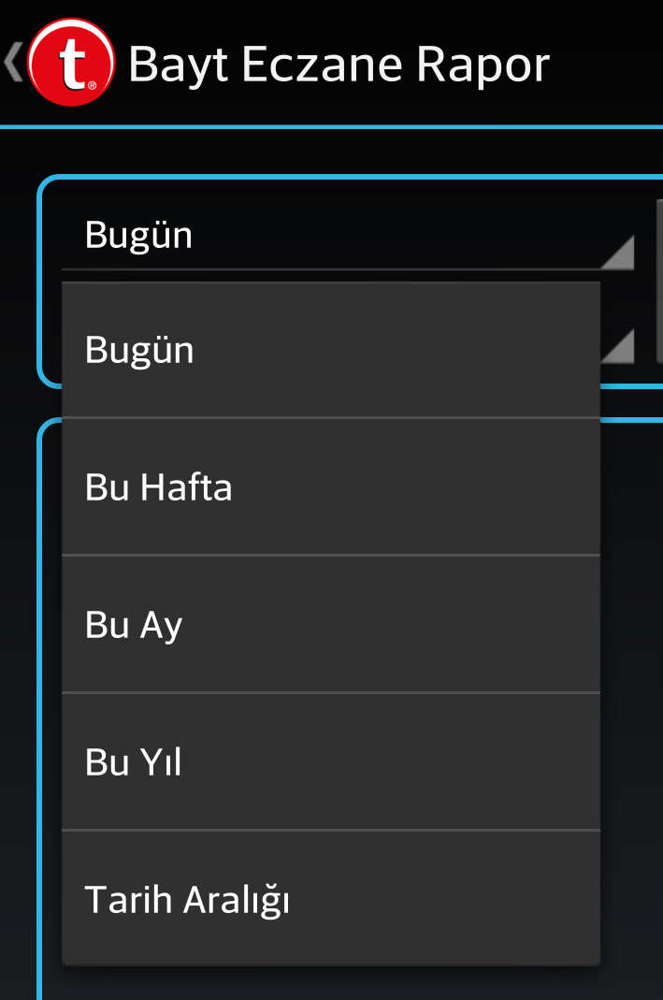 t®
Bayt Eczane Rapor
Bugün
Bugün
Bu Hafta
Bu Ay
Bu Yıl
Tarih Aralığı